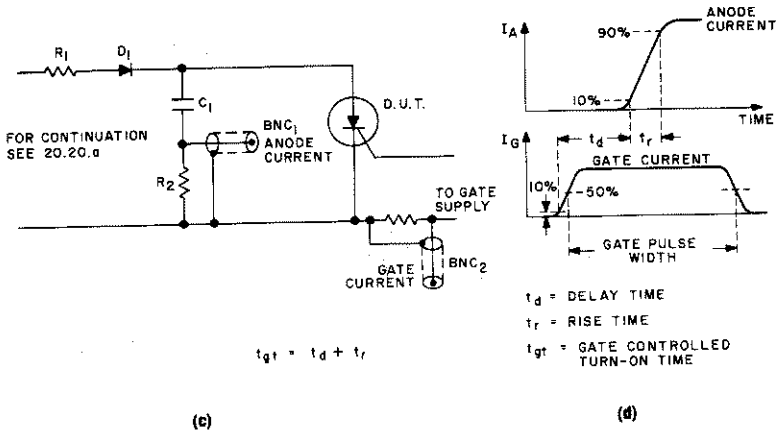 R1
D1
C1
BNC1
ANODE
CURRENT
D.U.T.
FOR CONTINUATION
SEE 20.20.a
R2
TO GATE
SUPPLY
GATE
CURRENT
BNC2
tgt = td + tr
(c)
IA
ANODE
CURRENT
90%
10%
TIME
IG
td
tr
GATE CURRENT
10%
50%
GATE PULSE
WIDTH
td = DELAY TIME
tr = RISE TIME
tgt = GATE CONTROLLED
TURN-ON TIME
(d)